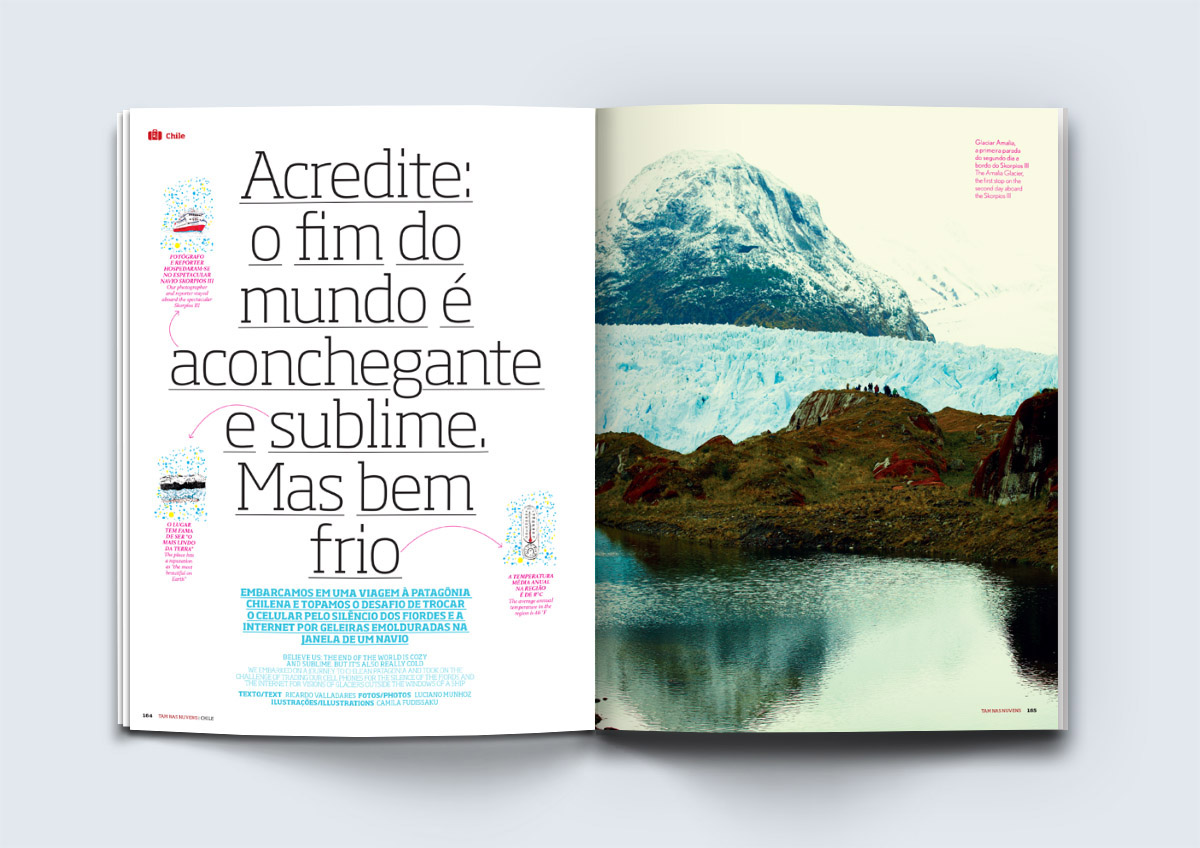 Chile
Acredite:
o fim do
mundo é
aconchegante
e sublime.
Mas bem
frio
FOTÓGRAFO
E REPÓRTER
HOSPEDARAM-SE
NO ESPETACULAR
NAVIO SKORPIOS III
Our photographer
and reporter stayed
aboard the spectacular
Skorpios III
O LUGAR
TEM FAMA
DE SER "O
MAIS LINDO
DA TERRA"
The place has
a reputation
as "the most
beautiful on
Earth"
A TEMPERATURA
MÉDIA ANUAL
NA REGIÃO
É DE 8°C
The average annual
temperature in the
region is 46 °F
EMBARCAMOS EM UMA VIAGEM À PATAGÔNIA
CHILENA E TOPAMOS O DESAFIO DE TROCAR
O CELULAR PELO SILÊNCIO DOS FIORDES E A
INTERNET POR GELEIRAS EMOLDURADAS NA
JANELA DE UM NAVIO
BELIEVE US: THE END OF THE WORLD IS COZY
AND SUBLIME. BUT IT'S ALSO REALLY COLD
WE EMBARKED ON A JOURNEY TO CHILEAN PATAGONIA AND TOOK ON THE
CHALLENGE OF TRADING OUR CELL PHONES FOR THE SILENCE OF THE FJORDS AND
THE INTERNET FOR VISIONS OF GLACIERS OUTSIDE THE WINDOWS OF A SHIP
TEXTO/TEXT RICARDO VALLADARES FOTOS/PHOTOS LUCIANO MUNHOZ
ILUSTRAÇÕES/ILLUSTRATIONS CAMILA FUDISSAKU
164 TAM NAS NUVENS CHILE
Glaciar Amalia,
a primeira parada
do segundo dia a
bordo do Skorpios III
The Amalia Glacier,
the first stop on the
second day aboard
the Skorpios III
TAM NAS NUVENS 165